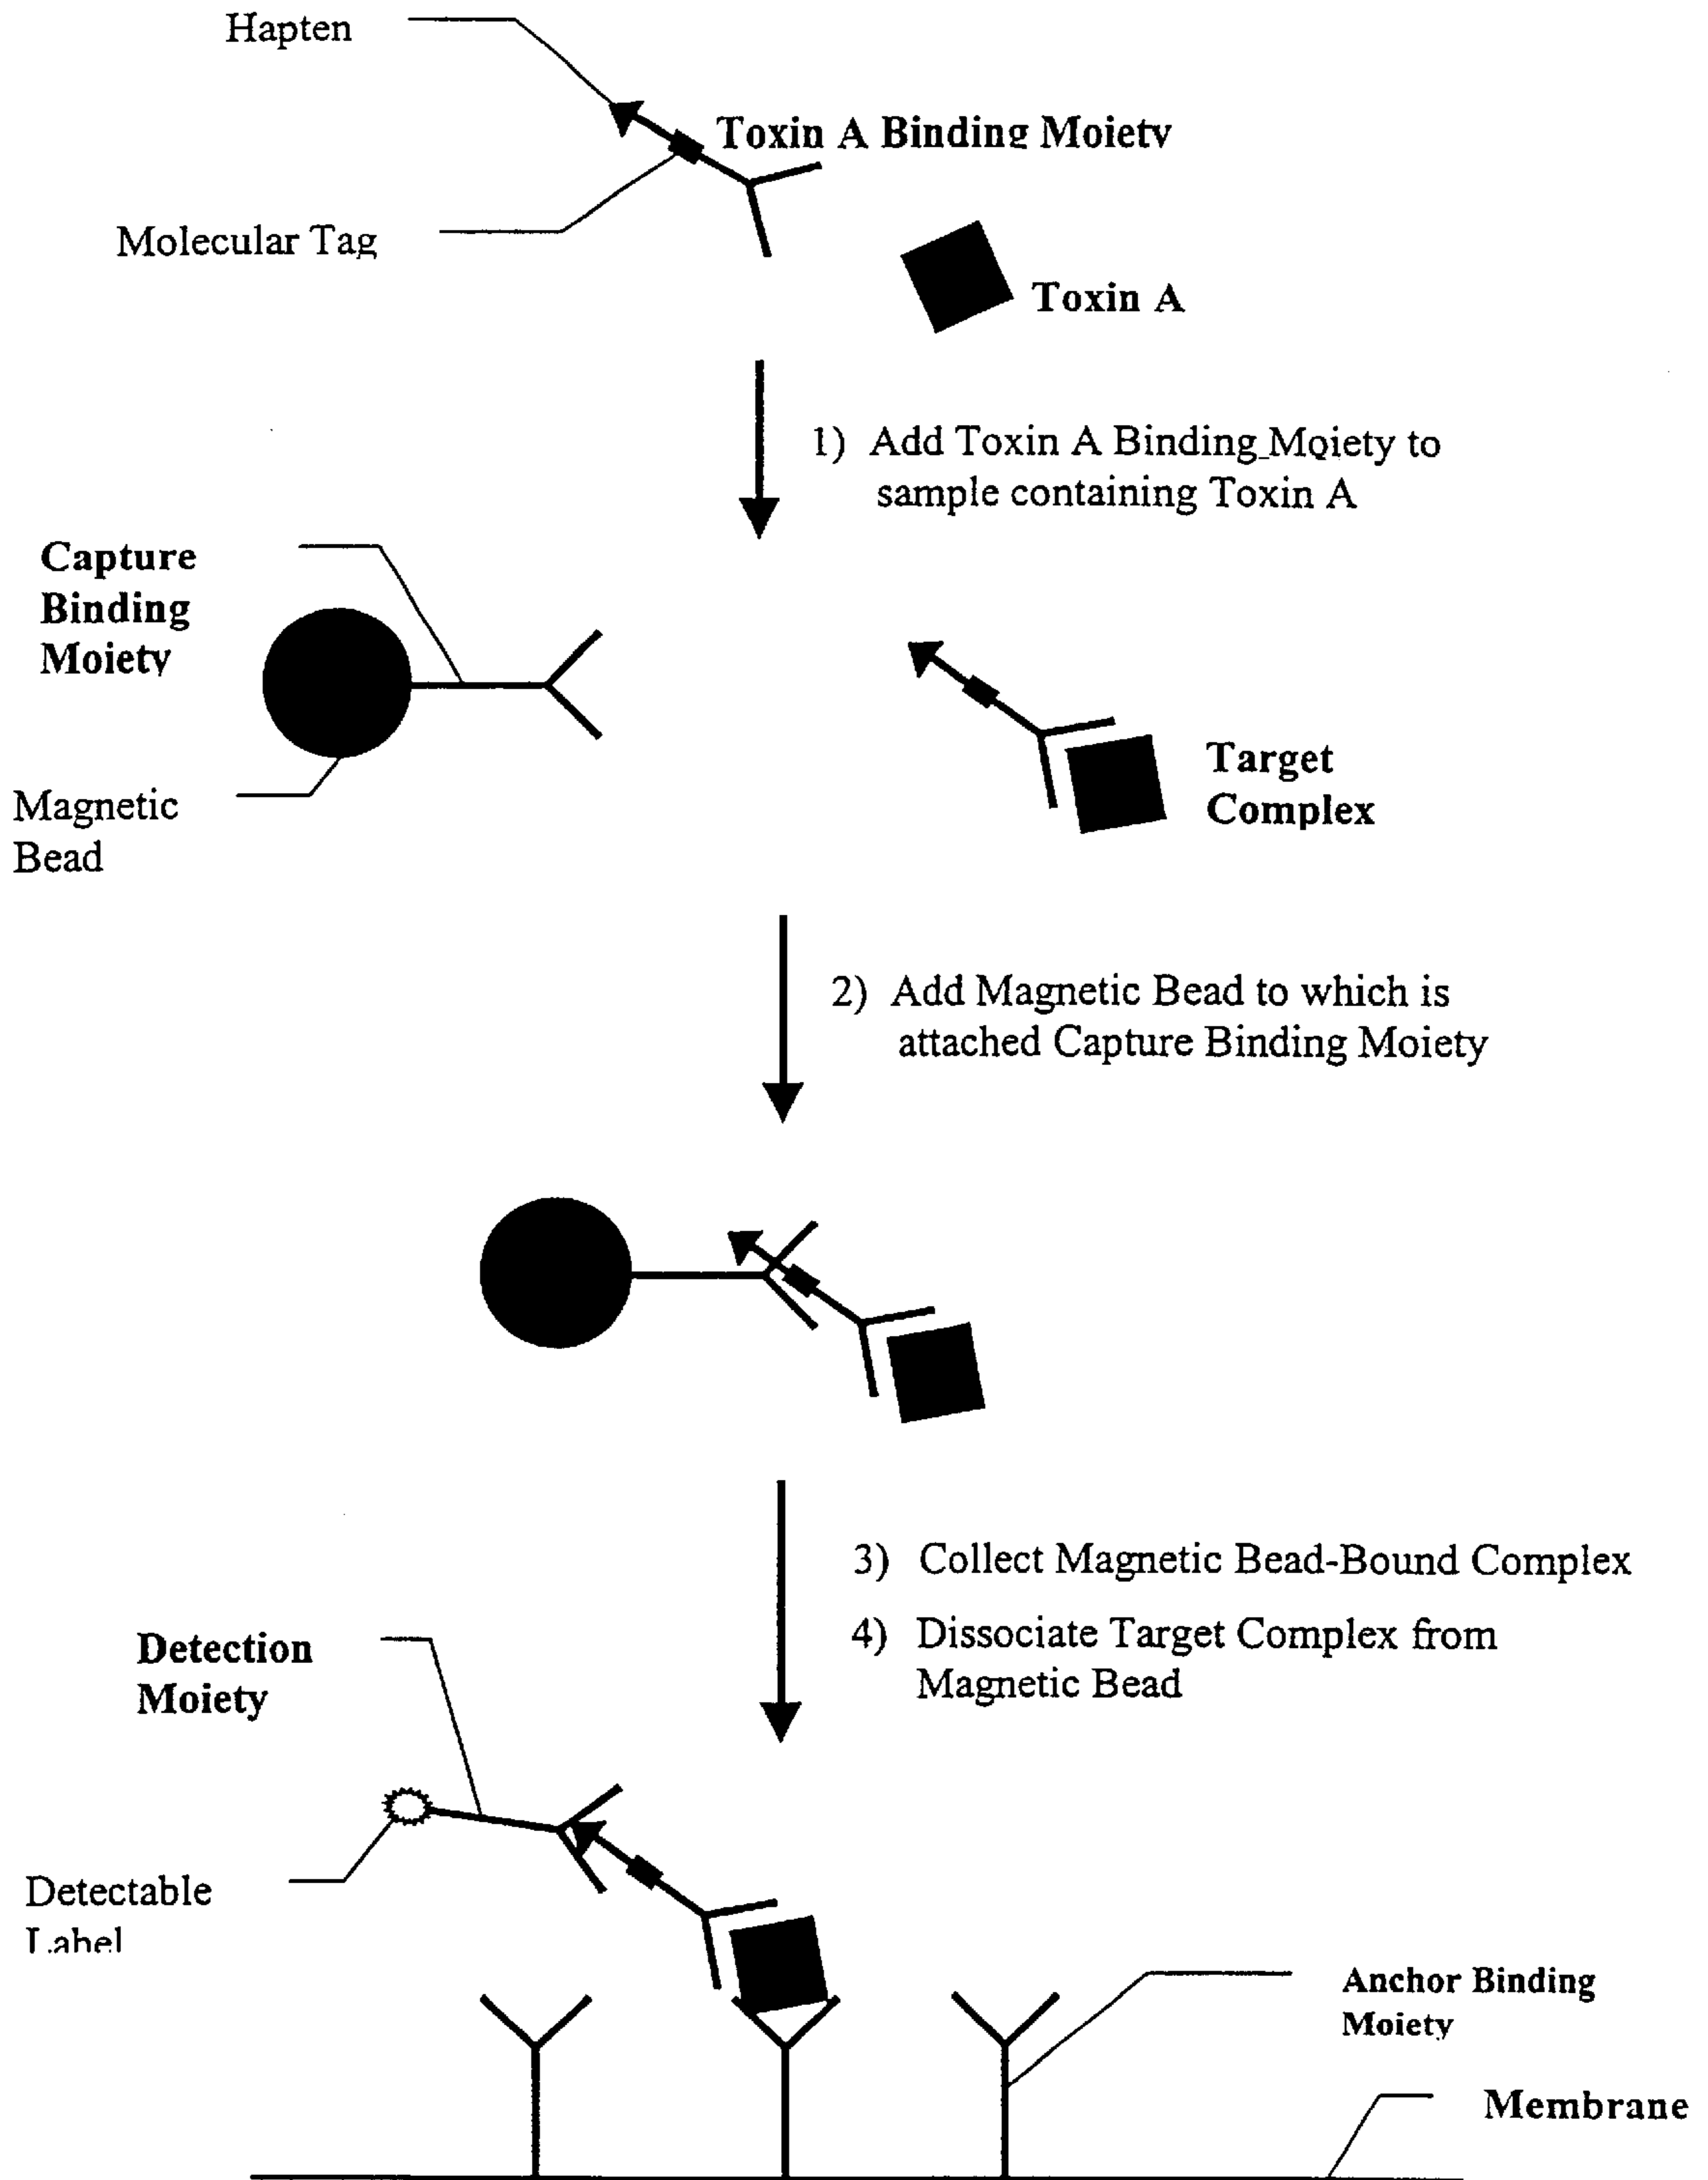 Hapten
Toxin A Binding Moiety
Molecular Tag
Toxin A
1) Add Toxin A Binding Moiety to
sample containing Toxin A
Capture
Binding
Moiety
Magnetic
Bead
Target
Complex
2) Add Magnetic Bead to which is
attached Capture Binding Moiety
3) Collect Magnetic Bead-Bound Complex
4) Dissociate Target Complex from
Magnetic Bead
Detection
Moiety
Detectable
Label
Anchor Binding
Moiety
Membrane